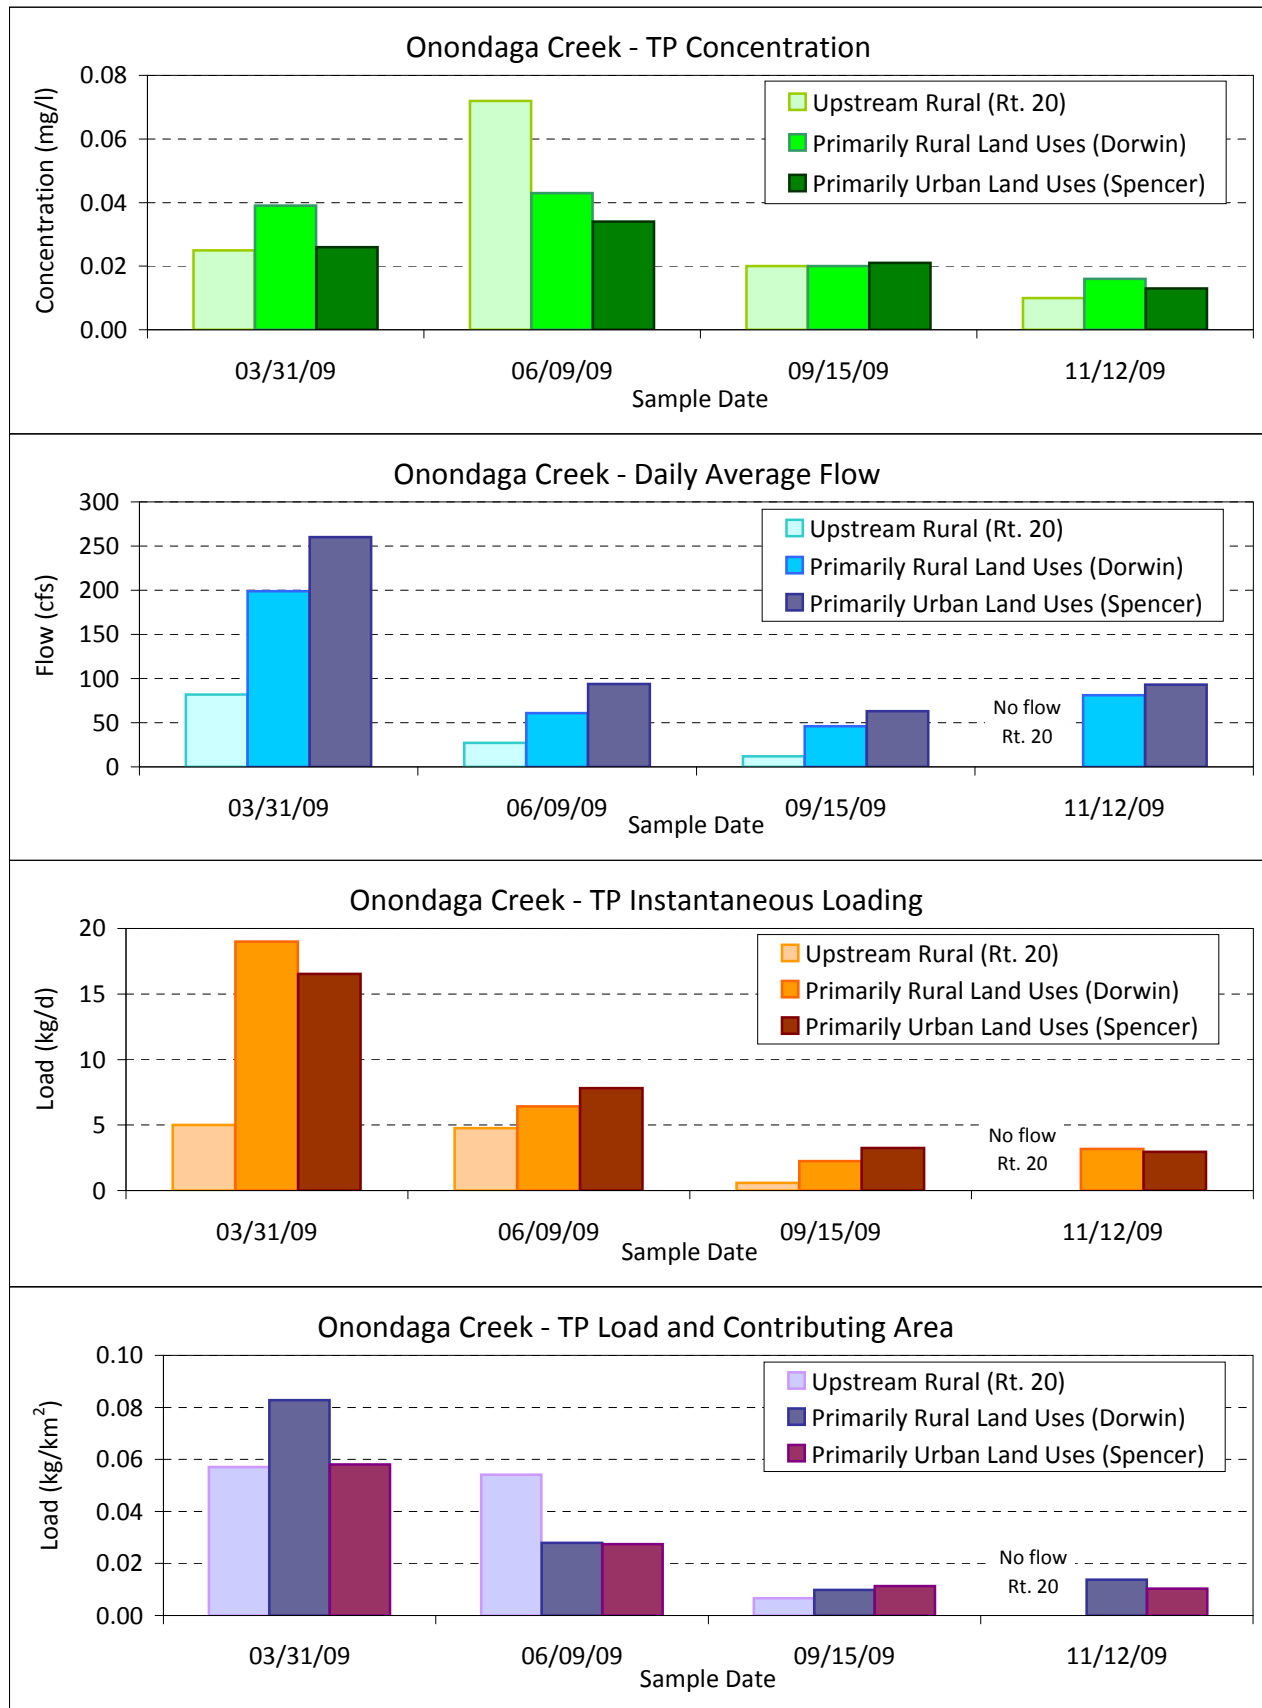 Onondaga Creek - TP Concentration
0.08
0.06
0.04
0.02
0.00
Concentration (mg/l)
Upstream Rural (Rt. 20)
Primarily Rural Land Uses (Dorwin)
Primarily Urban Land Uses (Spencer)
03/31/09 06/09/09 09/15/09 11/12/09
Sample Date
Onondaga Creek - Daily Average Flow
300
250
200
150
100
50
0
Flow (cfs)
Upstream Rural (Rt. 20)
Primarily Rural Land Uses (Dorwin)
Primarily Urban Land Uses (Spencer)
No flow
Rt. 20
03/31/09 06/09/09 09/15/09 11/12/09
Sample Date
Onondaga Creek - TP Instantaneous Loading
20
15
10
5
0
Load (kg/d)
Upstream Rural (Rt. 20)
Primarily Rural Land Uses (Dorwin)
Primarily Urban Land Uses (Spencer)
No flow
Rt. 20
03/31/09 06/09/09 09/15/09 11/12/09
Sample Date
Onondaga Creek - TP Load and Contributing Area
0.10
0.08
0.06
0.04
0.02
0.00
Load (kg/km²)
Upstream Rural (Rt. 20)
Primarily Rural Land Uses (Dorwin)
Primarily Urban Land Uses (Spencer)
No flow
Rt. 20
03/31/09 06/09/09 09/15/09 11/12/09
Sample Date